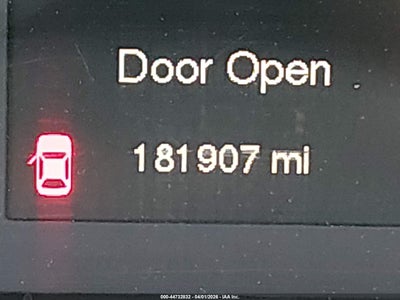 Door Open
181907 mi
000-44732832 - 04/01/2026 - IAA Inc.